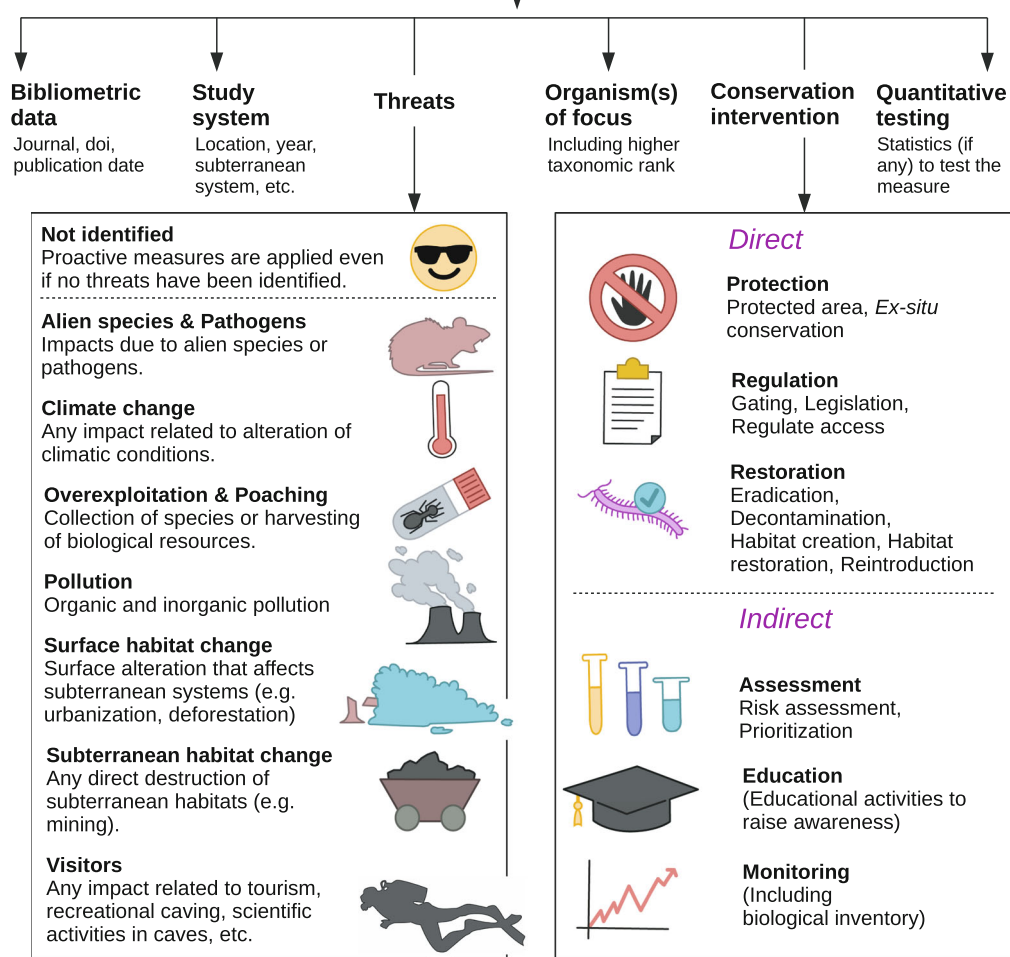 Bibliometric
data
Journal, doi,
publication date
Study
system
Location, year,
subterranean
system, etc.
Threats
Organism(s)
of focus
Including higher
taxonomic rank
Conservation
intervention
Quantitative
testing
Statistics (if
any) to test the
measure
Not identified
Proactive measures are applied even
if no threats have been identified.
Alien species & Pathogens
Impacts due to alien species or
pathogens.
Climate change
Any impact related to alteration of
climatic conditions.
Overexploitation & Poaching
Collection of species or harvesting
of biological resources.
Pollution
Organic and inorganic pollution
Surface habitat change
Surface alteration that affects
subterranean systems (e.g.
urbanization, deforestation)
Subterranean habitat change
Any direct destruction of
subterranean habitats (e.g.
mining).
Visitors
Any impact related to tourism,
recreational caving, scientific
activities in caves, etc.
Direct
Protection
Protected area, Ex-situ
conservation
Regulation
Gating, Legislation,
Regulate access
Restoration
Eradication,
Decontamination,
Habitat creation, Habitat
restoration, Reintroduction
Indirect
Assessment
Risk assessment,
Prioritization
Education
(Educational activities to
raise awareness)
Monitoring
(Including
biological inventory)